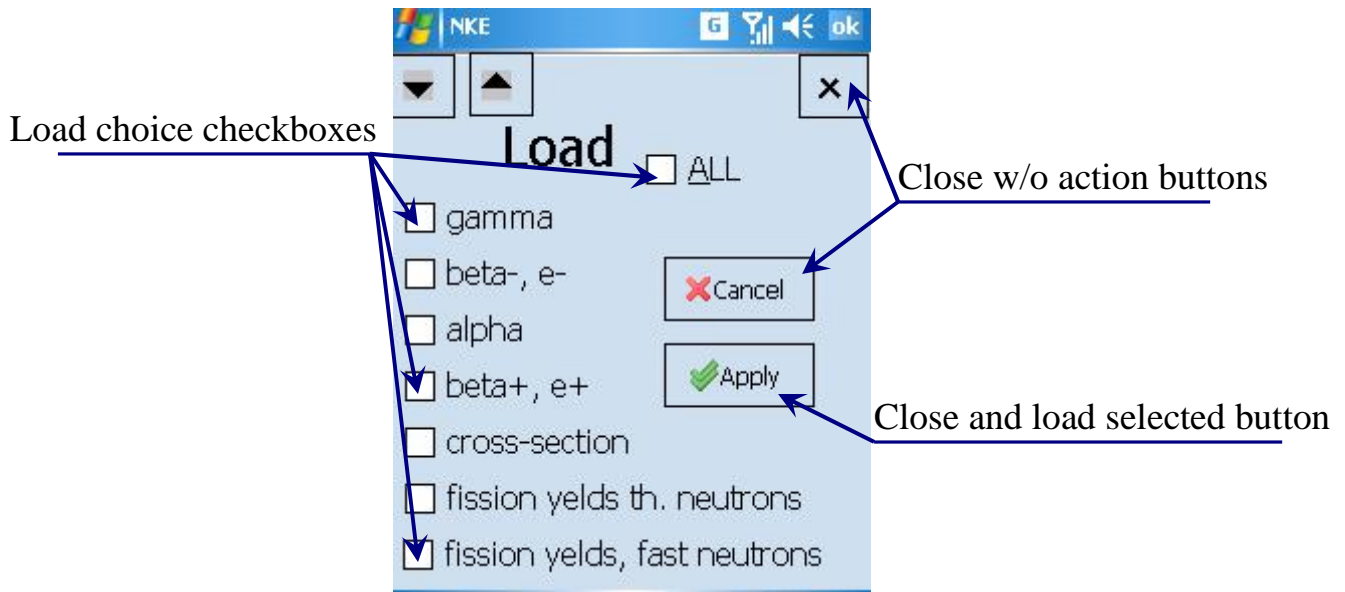 NKE G ok
Load choice checkboxes
Load
ALL
Close w/o action buttons
gamma
beta-, e-
Cancel
alpha
Apply
beta+, e+
Close and load selected button
cross-section
fission yelds th. neutrons
fission yelds, fast neutrons